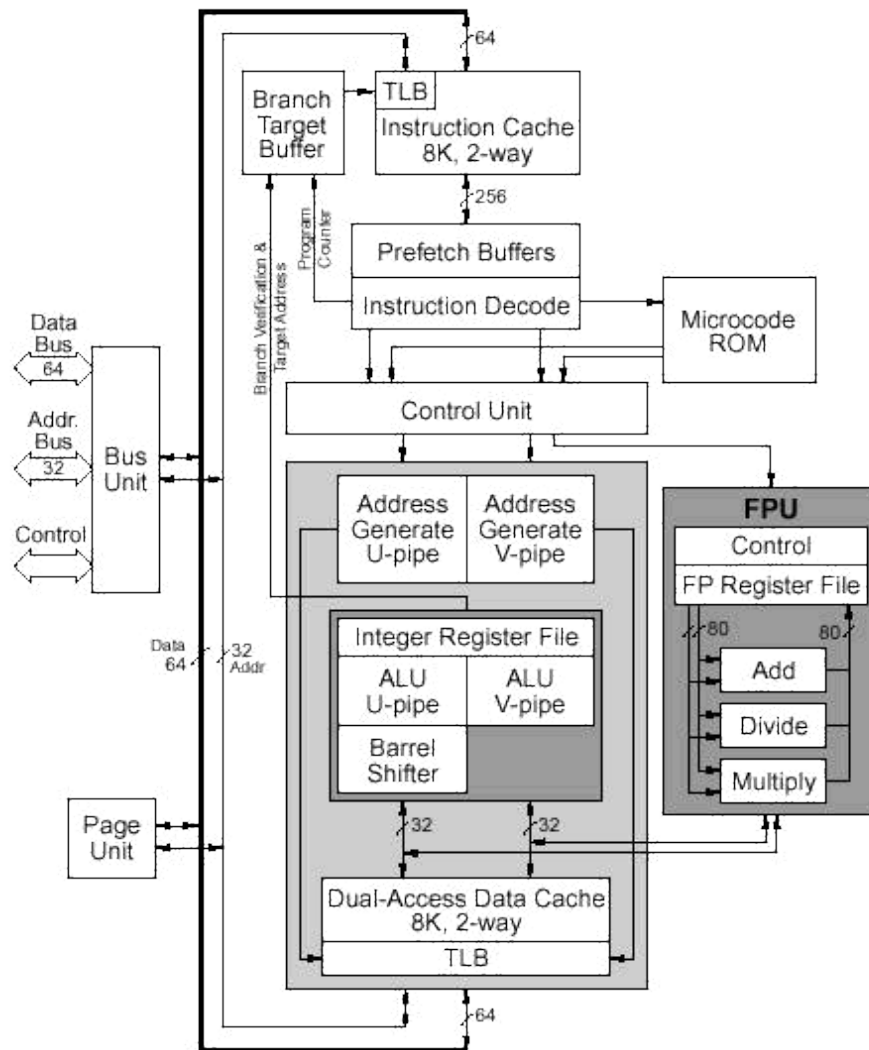 64
TLB
Instruction Cache
8K, 2-way
Branch
Target
Buffer
256
Branch Verification &
Target Address
Program
Counter
Prefetch Buffers
Instruction Decode
Microcode
ROM
Data
Bus
64
Addr.
Bus
32
Control
Bus
Unit
Control Unit
Address
Generate
U-pipe
Address
Generate
V-pipe
FPU
Control
FP Register File
80
80
Add
Divide
Multiply
Integer Register File
ALU
U-pipe
ALU
V-pipe
Barrel
Shifter
Data
64
32
Addr
Page
Unit
32
32
Dual-Access Data Cache
8K, 2-way
TLB
64